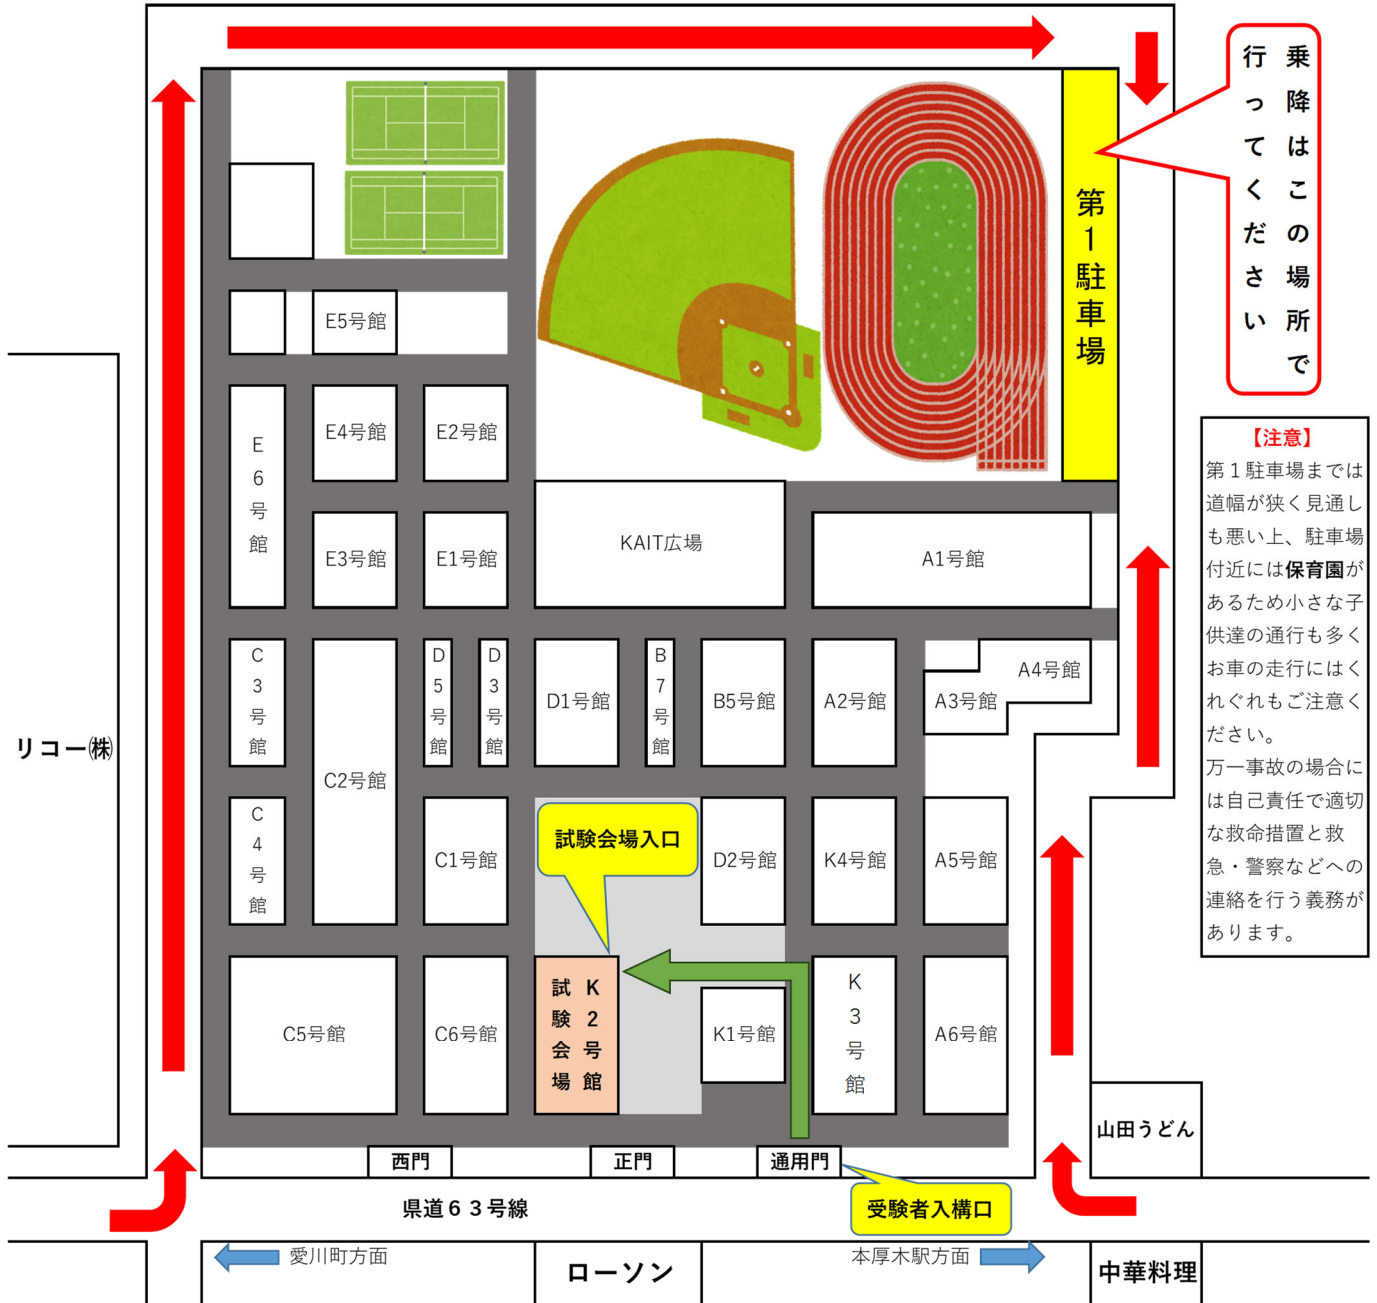 乗降はこの場所で
行ってください
第1駐車場
【注意】
第１駐車場までは
道幅が狭く見通し
も悪い上、駐車場
付近には保育園が
あるため小さな子
供達の通行も多く
お車の走行にはく
れぐれもご注意く
ださい。
万一事故の場合に
は自己責任で適切
な救命措置と救
急・警察などへの
連絡を行う義務が
あります。
E5号館
E6号館
E4号館
E2号館
E3号館
E1号館
KAIT広場
A1号館
C3号館
C2号館
D5号館
D3号館
D1号館
B7号館
B5号館
A2号館
A3号館
A4号館
リコー㈱
C4号館
C1号館
試験会場入口
D2号館
K4号館
A5号館
C5号館
C6号館
K2号館
試験会場
K1号館
K3号館
A6号館
山田うどん
西門
正門
通用門
県道６３号線
受験者入構口
愛川町方面
ローソン
本厚木駅方面
中華料理